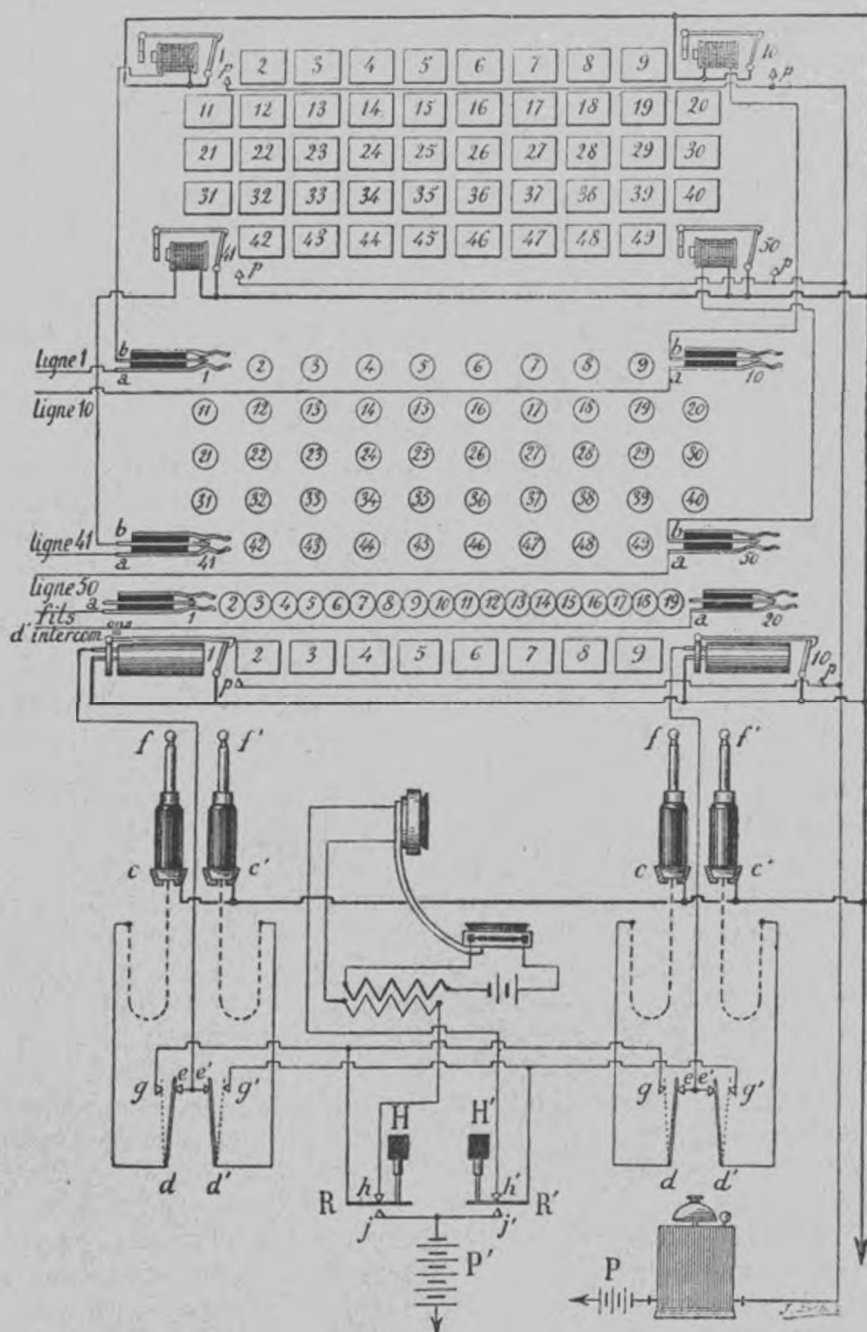 1 2 3 4 5 6 7 8 9 10
p p
11 12 13 14 15 16 17 18 19 20
21 22 23 24 25 26 27 28 29 30
31 32 33 34 35 36 37 38 39 40
41 42 43 44 45 46 47 48 49 50
p p
ligne 1 b a 1 2 3 4 5 6 7 8 9 b a 10
ligne 10
11 12 13 14 15 16 17 18 19 20
21 22 23 24 25 26 27 28 29 30
31 32 33 34 35 36 37 38 39 40
ligne 41 b a 41 42 43 44 45 46 47 48 49 b a 50
ligne 50
a 1 2 3 4 5 6 7 8 9 10 11 12 13 14 15 16 17 18 19 a 20
fils
d'intercom.ons
1 2 3 4 5 6 7 8 9 10
p p
f f' f f'
c c' c c'
g e e' g' g e e' g'
H H'
d d' d d'
h h'
R R'
j j'
P' P